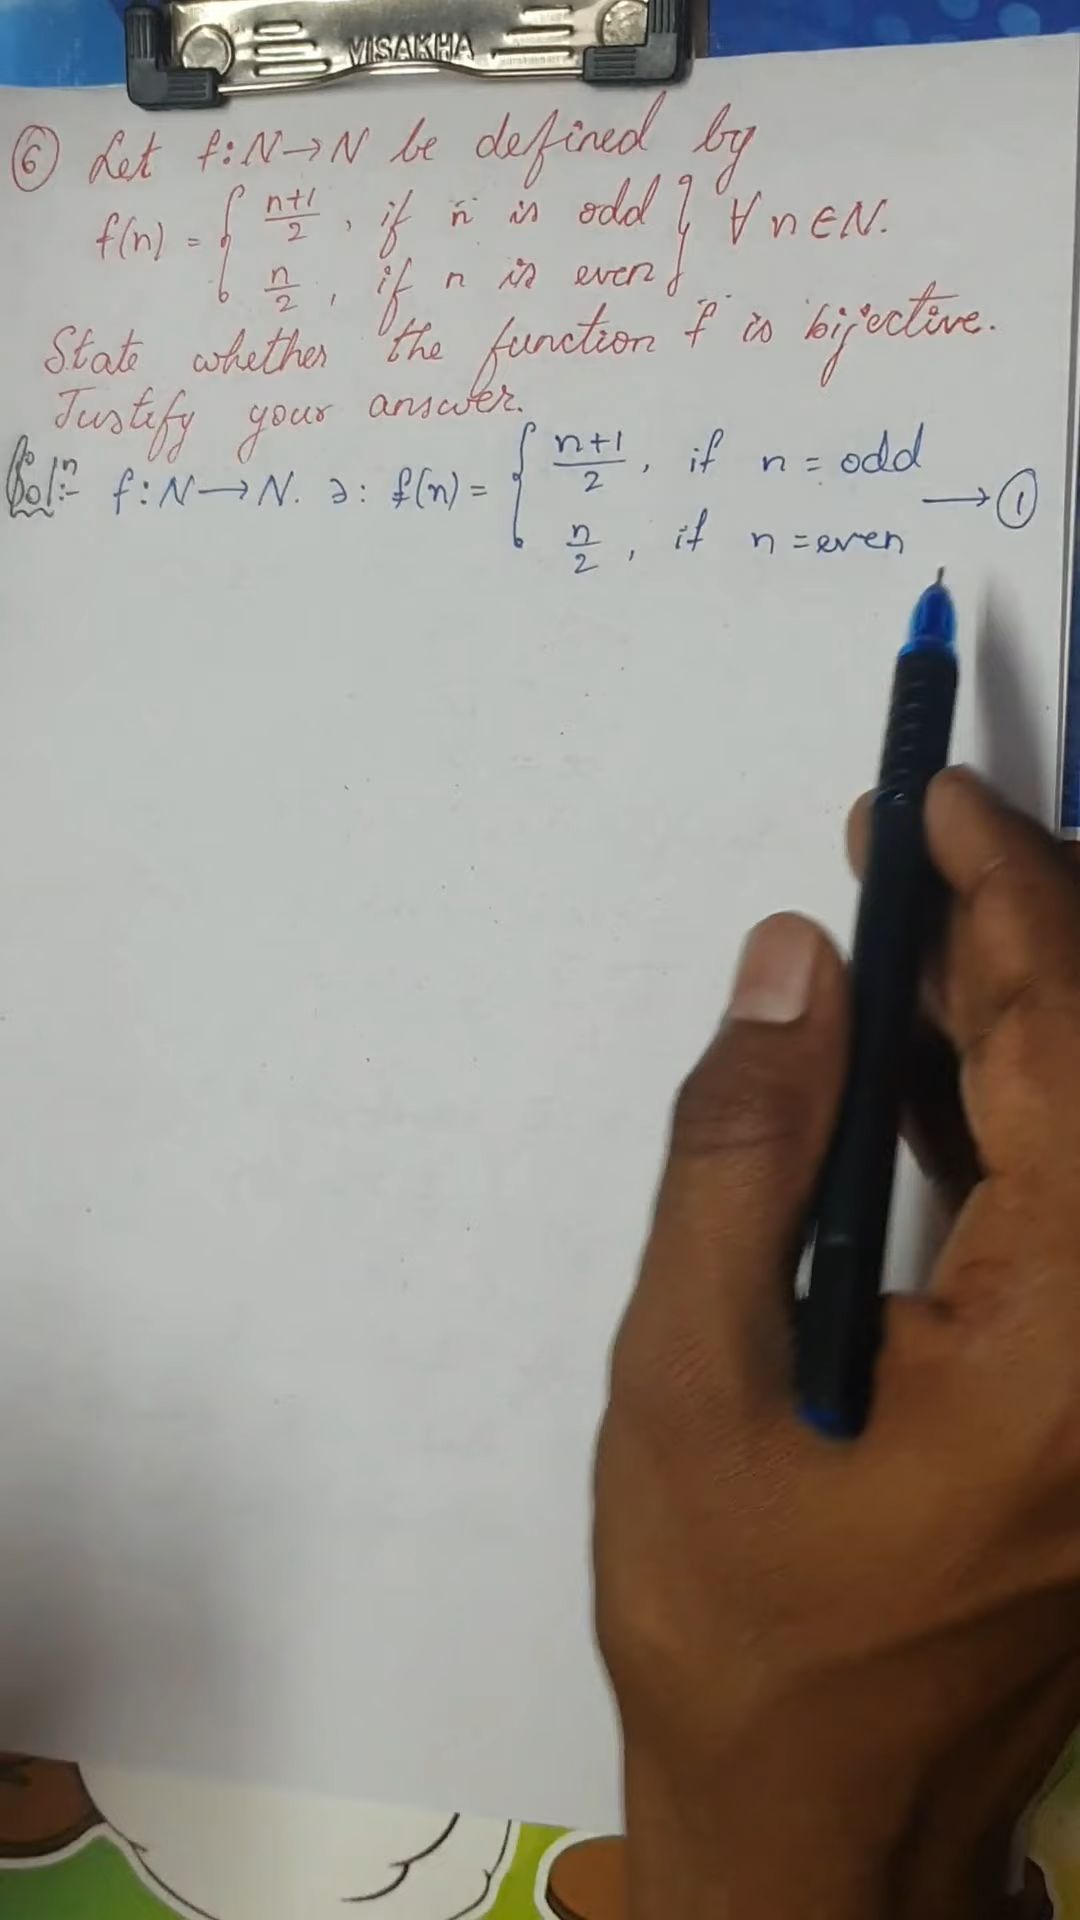 VISAKHA
⑥ Let f:N→N be defined by
f(n) = { n+1/2 , if n is odd
n/2 , if n is even } ∀ n∈N.
State whether the function f is bijective.
Justify your answer.
Solⁿ:- f:N→N. ∋: f(n) = { n+1/2 , if n = odd
n/2 , if n = even → ①